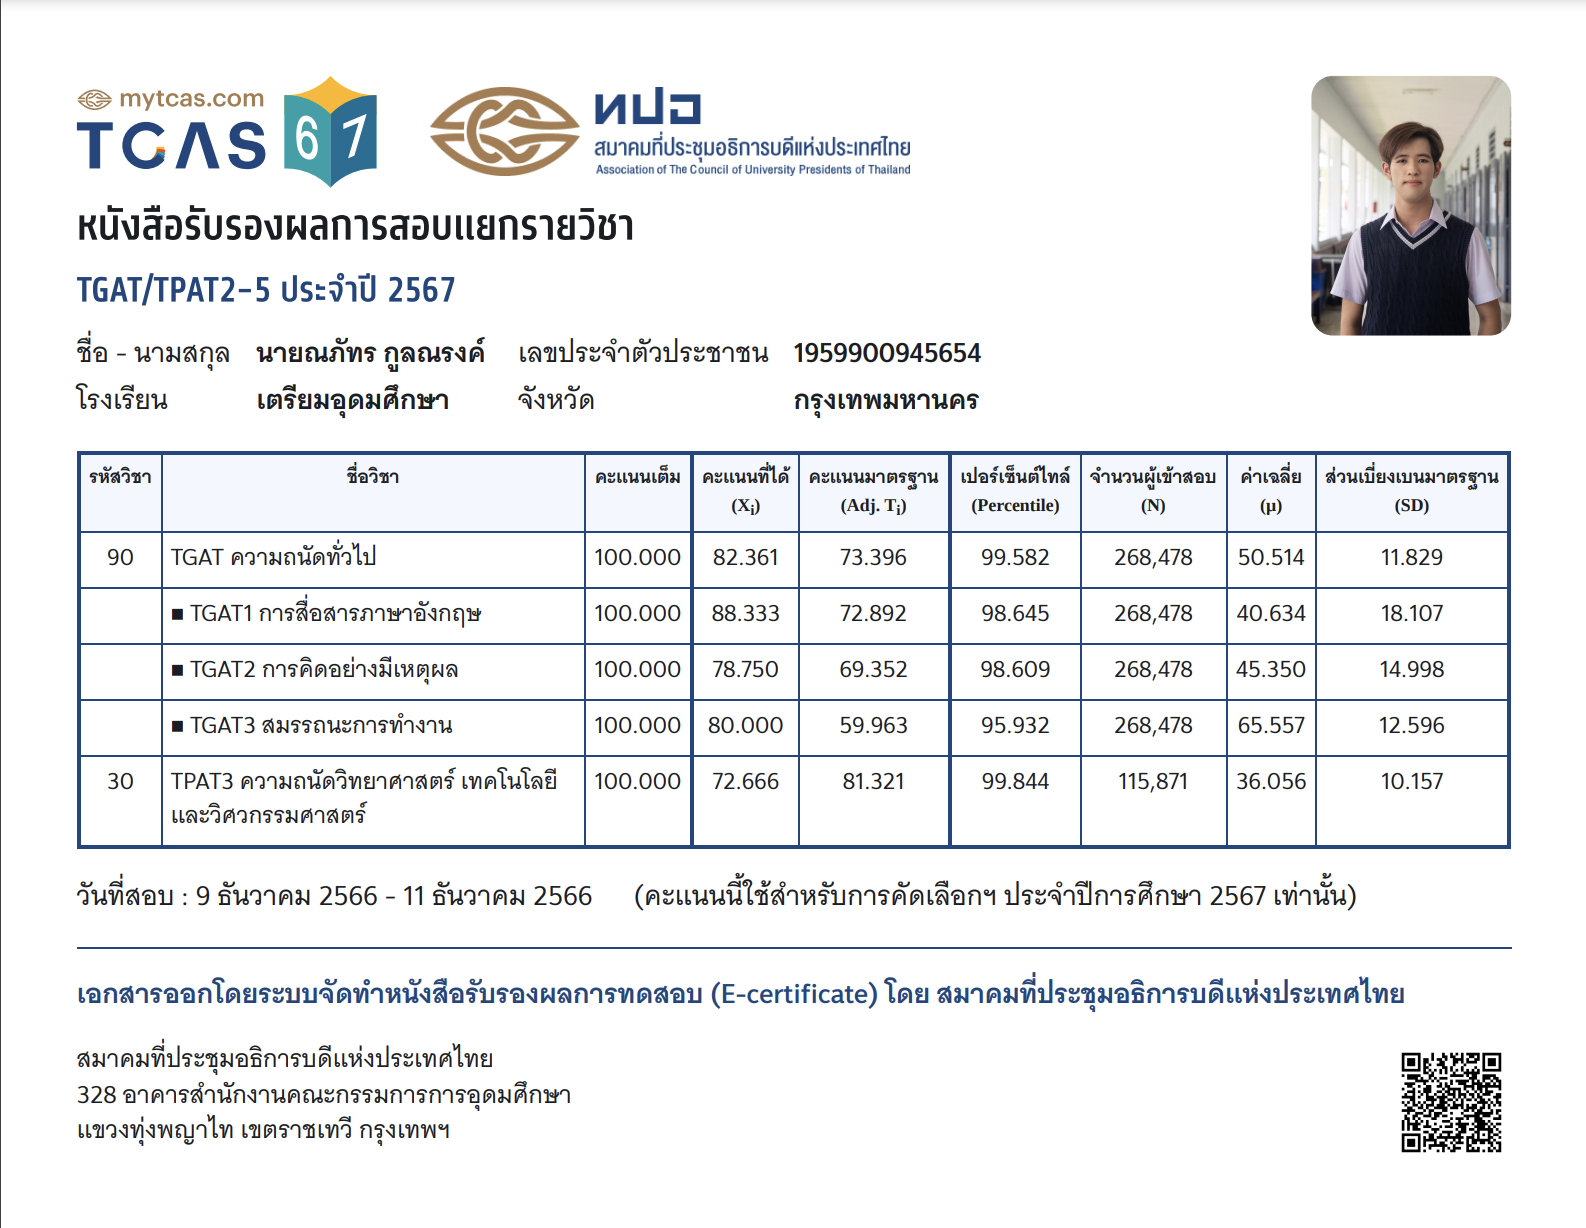 mytcas.com
TCAS 67
ทปอ
สมาคมที่ประชุมอธิการบดีแห่งประเทศไทย
Association of The Council of University Presidents of Thailand
หนังสือรับรองผลการสอบแยกรายวิชา
TGAT/TPAT2-5 ประจำปี 2567
ชื่อ - นามสกุล นายณภัทร กูลณรงค์ เลขประจำตัวประชาชน 1959900945654
โรงเรียน เตรียมอุดมศึกษา จังหวัด กรุงเทพมหานคร
รหัสวิชา ชื่อวิชา คะแนนเต็ม คะแนนที่ได้ คะแนนมาตรฐาน เปอร์เซ็นต์ไทล์ จำนวนผู้เข้าสอบ ค่าเฉลี่ย ส่วนเบี่ยงเบนมาตรฐาน
(Xi) (Adj. Ti) (Percentile) (N) (μ) (SD)
90 TGAT ความถนัดทั่วไป 100.000 82.361 73.396 99.582 268,478 50.514 11.829
■ TGAT1 การสื่อสารภาษาอังกฤษ 100.000 88.333 72.892 98.645 268,478 40.634 18.107
■ TGAT2 การคิดอย่างมีเหตุผล 100.000 78.750 69.352 98.609 268,478 45.350 14.998
■ TGAT3 สมรรถนะการทำงาน 100.000 80.000 59.963 95.932 268,478 65.557 12.596
30 TPAT3 ความถนัดวิทยาศาสตร์ เทคโนโลยี 100.000 72.666 81.321 99.844 115,871 36.056 10.157
และวิศวกรรมศาสตร์
วันที่สอบ : 9 ธันวาคม 2566 - 11 ธันวาคม 2566 (คะแนนนี้ใช้สำหรับการคัดเลือกฯ ประจำปีการศึกษา 2567 เท่านั้น)
เอกสารออกโดยระบบจัดทำหนังสือรับรองผลการทดสอบ (E-certificate) โดย สมาคมที่ประชุมอธิการบดีแห่งประเทศไทย
สมาคมที่ประชุมอธิการบดีแห่งประเทศไทย
328 อาคารสำนักงานคณะกรรมการการอุดมศึกษา
แขวงทุ่งพญาไท เขตราชเทวี กรุงเทพฯ